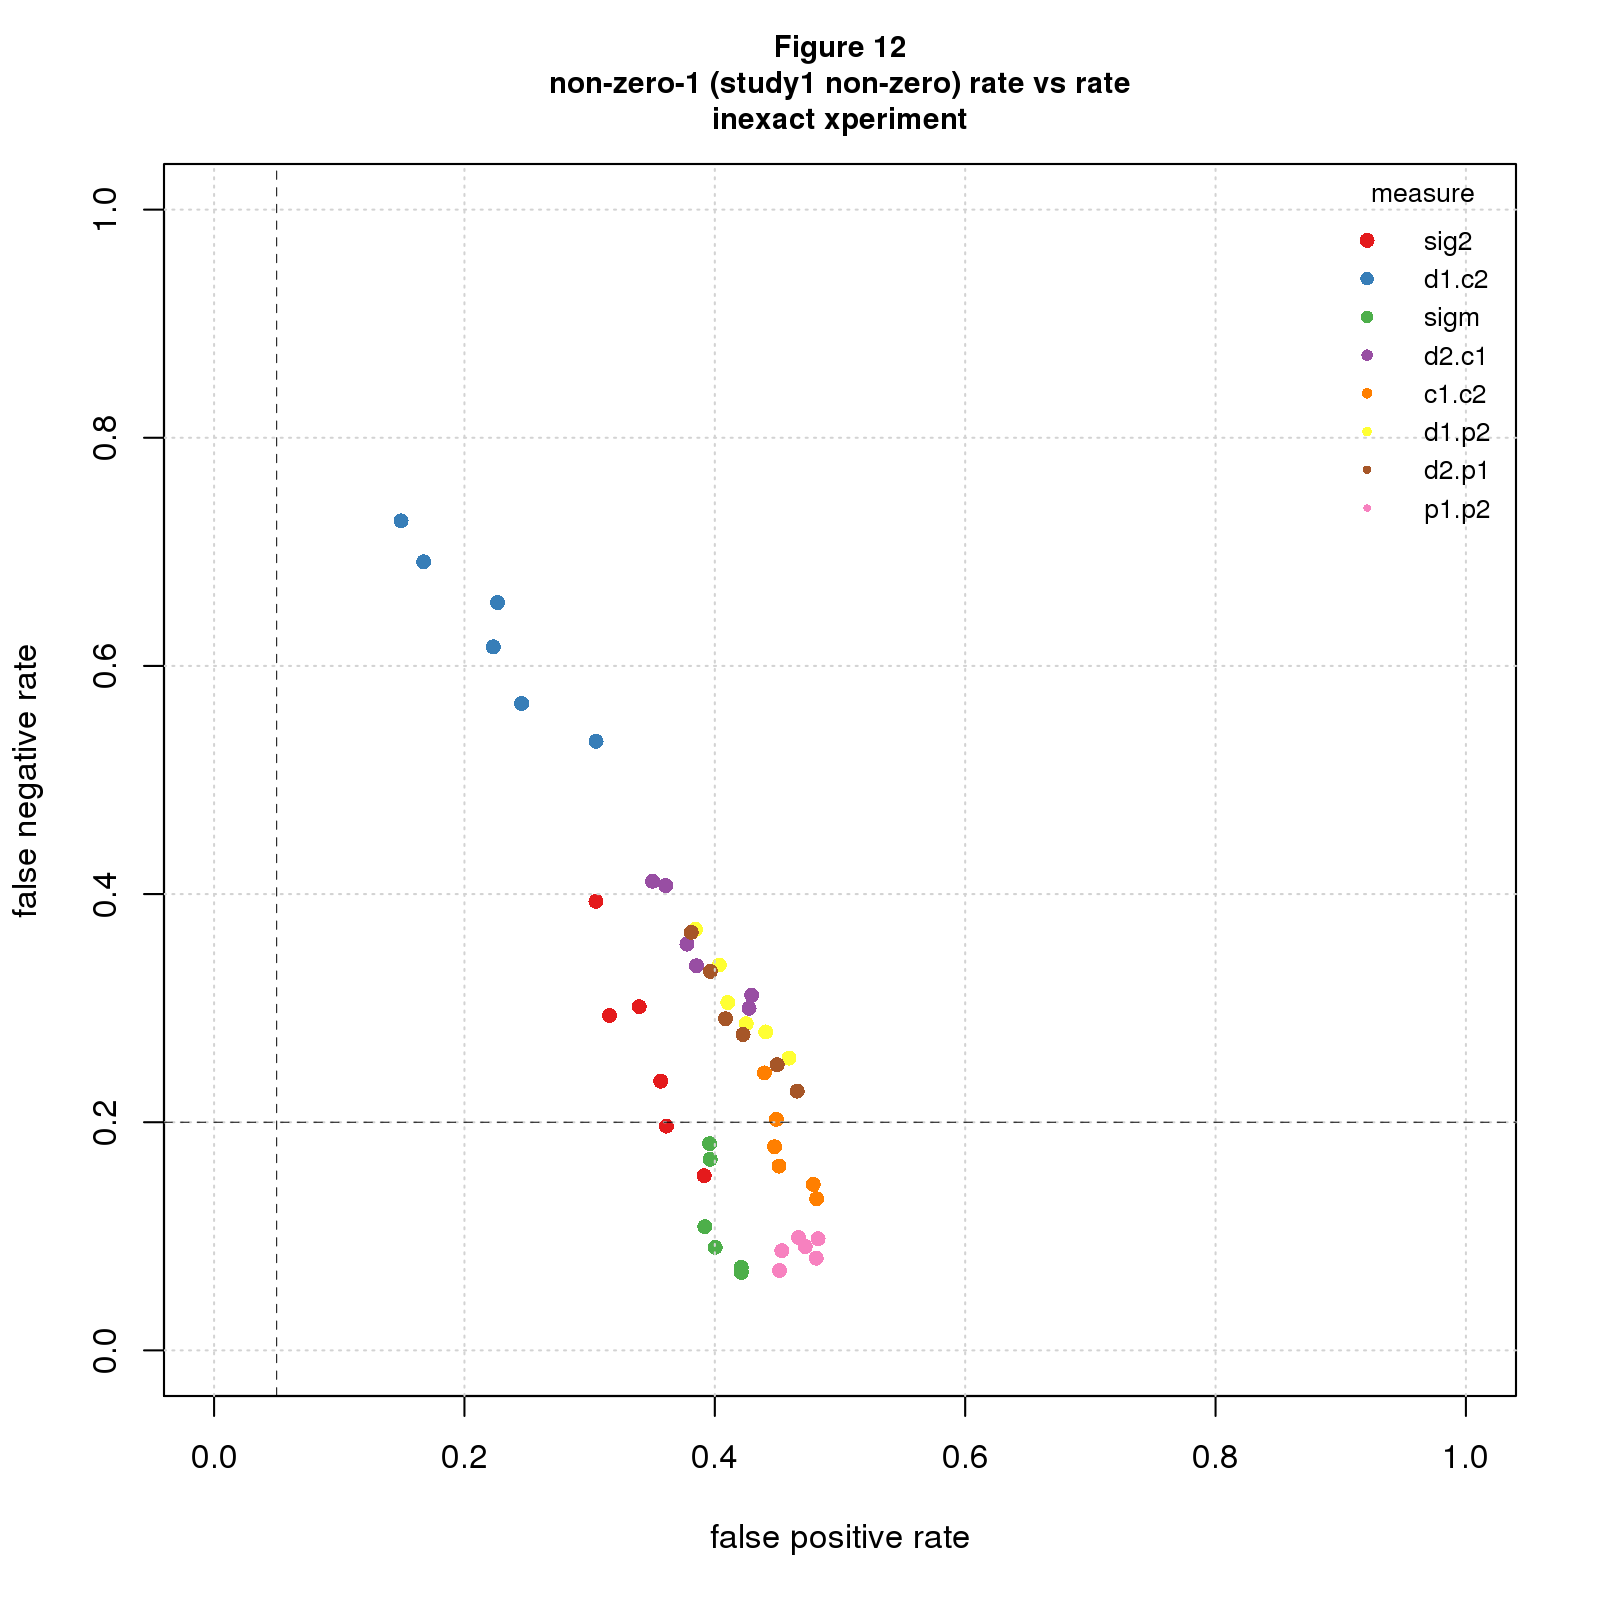 Figure 12
non-zero-1 (study1 non-zero) rate vs rate
inexact xperiment
measure
sig2
d1.c2
sigm
d2.c1
c1.c2
d1.p2
d2.p1
p1.p2
false negative rate
1.0
0.8
0.6
0.4
0.2
0.0
0.0 0.2 0.4 0.6 0.8 1.0
false positive rate